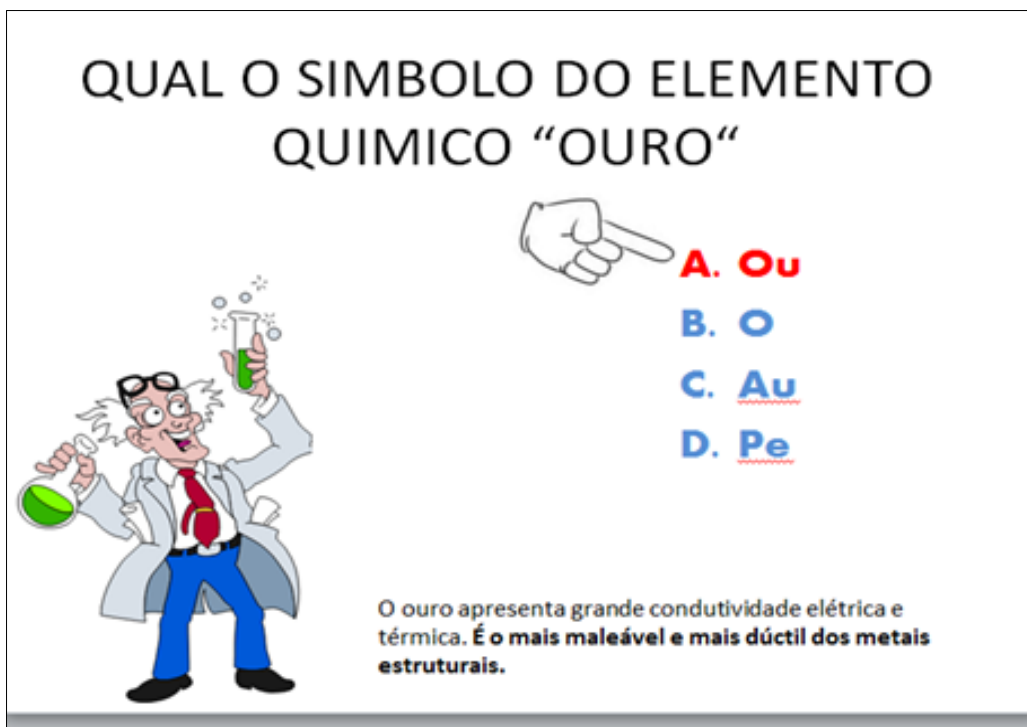 QUAL O SIMBOLO DO ELEMENTO
QUIMICO “OURO“
A. Ou
B. O
C. Au
D. Pe
O ouro apresenta grande condutividade elétrica e
térmica. É o mais maleável e mais dúctil dos metais
estruturais.